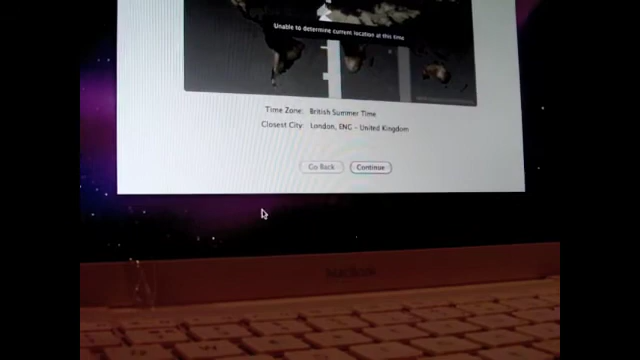 Unable to determine current location at this time
Time Zone: British Summer Time
Closest City: London, ENG - United Kingdom
Go Back Continue
MacBook